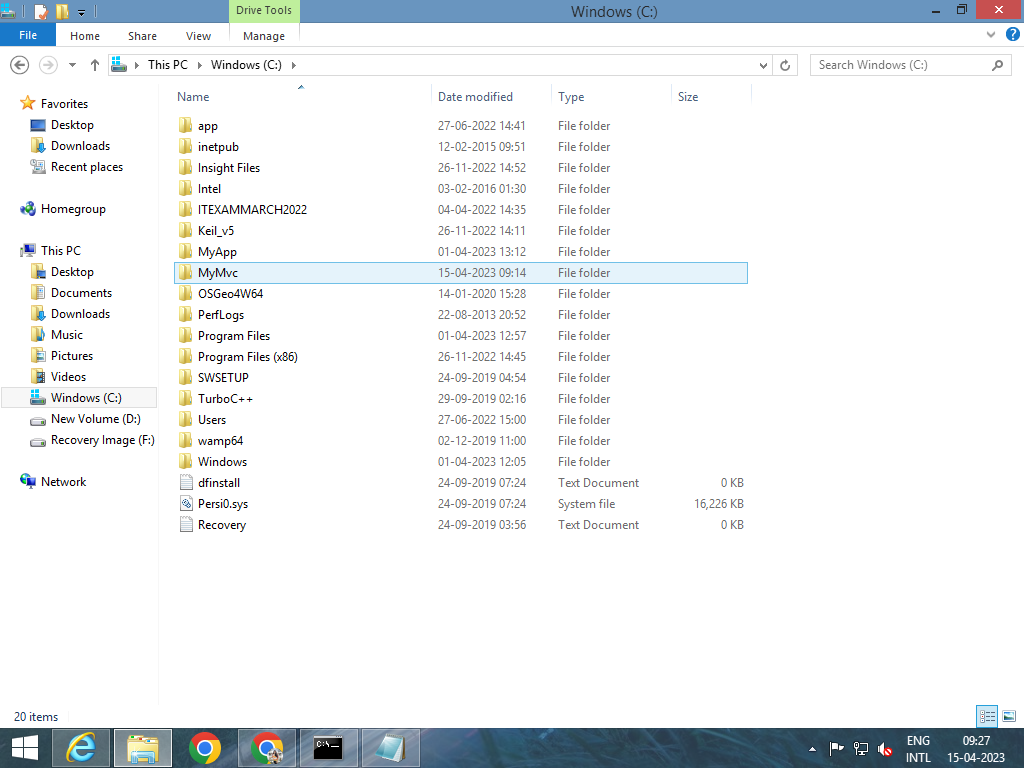 Drive Tools
Windows (C:)
File Home Share View Manage
This PC Windows (C:)
Search Windows (C:)
Name Date modified Type Size
Favorites
Desktop
Downloads
Recent places
Homegroup
This PC
Desktop
Documents
Downloads
Music
Pictures
Videos
Windows (C:)
New Volume (D:)
Recovery Image (F:)
Network
app 27-06-2022 14:41 File folder
inetpub 12-02-2015 09:51 File folder
Insight Files 26-11-2022 14:52 File folder
Intel 03-02-2016 01:30 File folder
ITEXAMMARCH2022 04-04-2022 14:35 File folder
Keil_v5 26-11-2022 14:11 File folder
MyApp 01-04-2023 13:12 File folder
MyMvc 15-04-2023 09:14 File folder
OSGeo4W64 14-01-2020 15:28 File folder
PerfLogs 22-08-2013 20:52 File folder
Program Files 01-04-2023 12:57 File folder
Program Files (x86) 26-11-2022 14:45 File folder
SWSETUP 24-09-2019 04:54 File folder
TurboC++ 29-09-2019 02:16 File folder
Users 27-06-2022 15:00 File folder
wamp64 02-12-2019 11:00 File folder
Windows 01-04-2023 12:05 File folder
dfinstall 24-09-2019 07:24 Text Document 0 KB
Persi0.sys 24-09-2019 07:24 System file 16,226 KB
Recovery 24-09-2019 03:56 Text Document 0 KB
20 items
C:\
ENG 09:27
INTL 15-04-2023